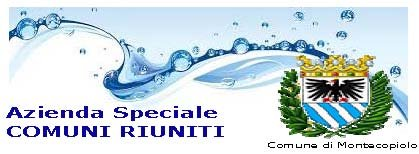 Azienda Speciale
COMUNI RIUNITI
Comune di Montecopiolo